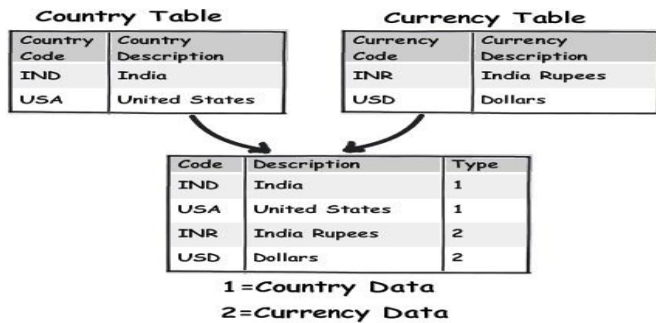 Country Table
Country Code Country Description
IND India
USA United States
Currency Table
Currency Code Currency Description
INR India Rupees
USD Dollars
Code Description Type
IND India 1
USA United States 1
INR India Rupees 2
USD Dollars 2
1=Country Data
2=Currency Data